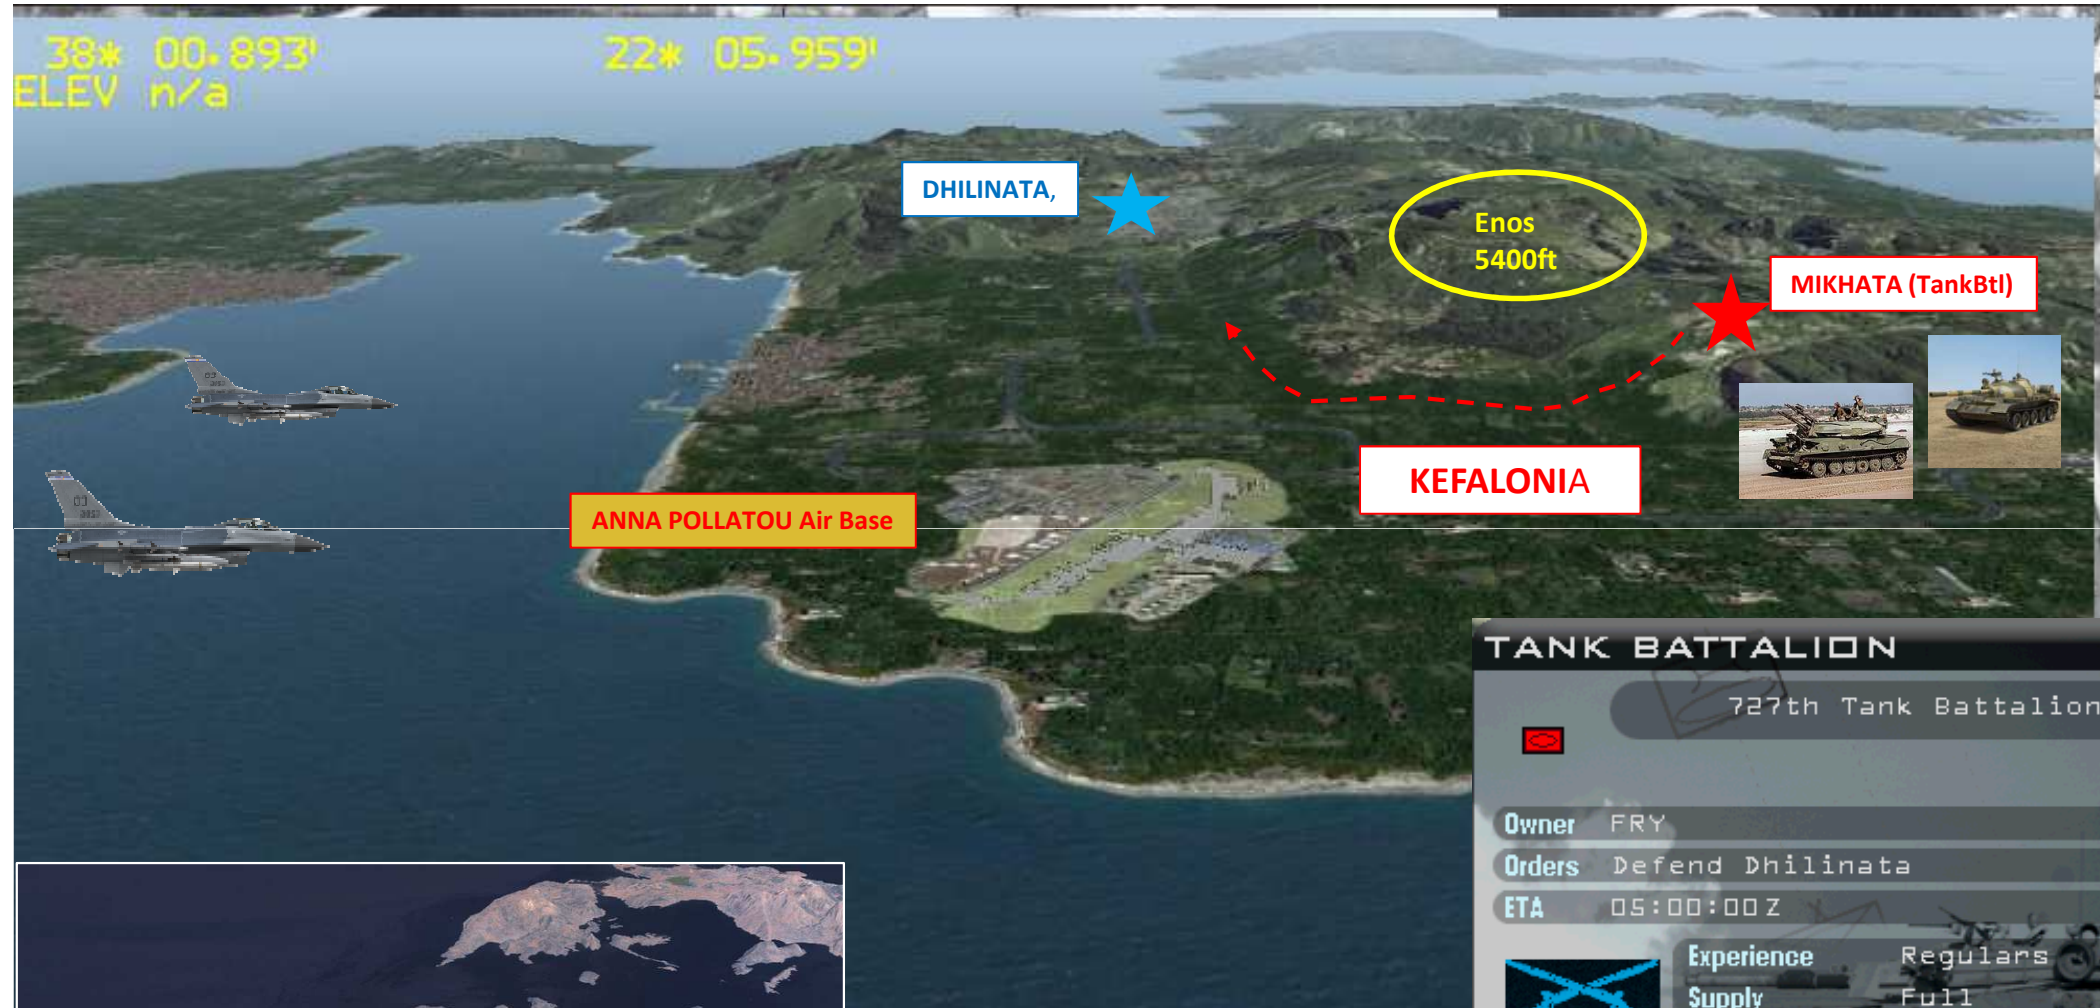 38* 00.893' 22* 05.959'
ELEV n/a
DHILINATA,
Enos
5400ft
MIKHATA (TankBtl)
KEFALONIA
ANNA POLLATOU Air Base
TANK BATTALION
727th Tank Battalion
Owner FRY
Orders Defend Dhilinata
ETA 05:00:00Z
Experience Regulars
Supply Full